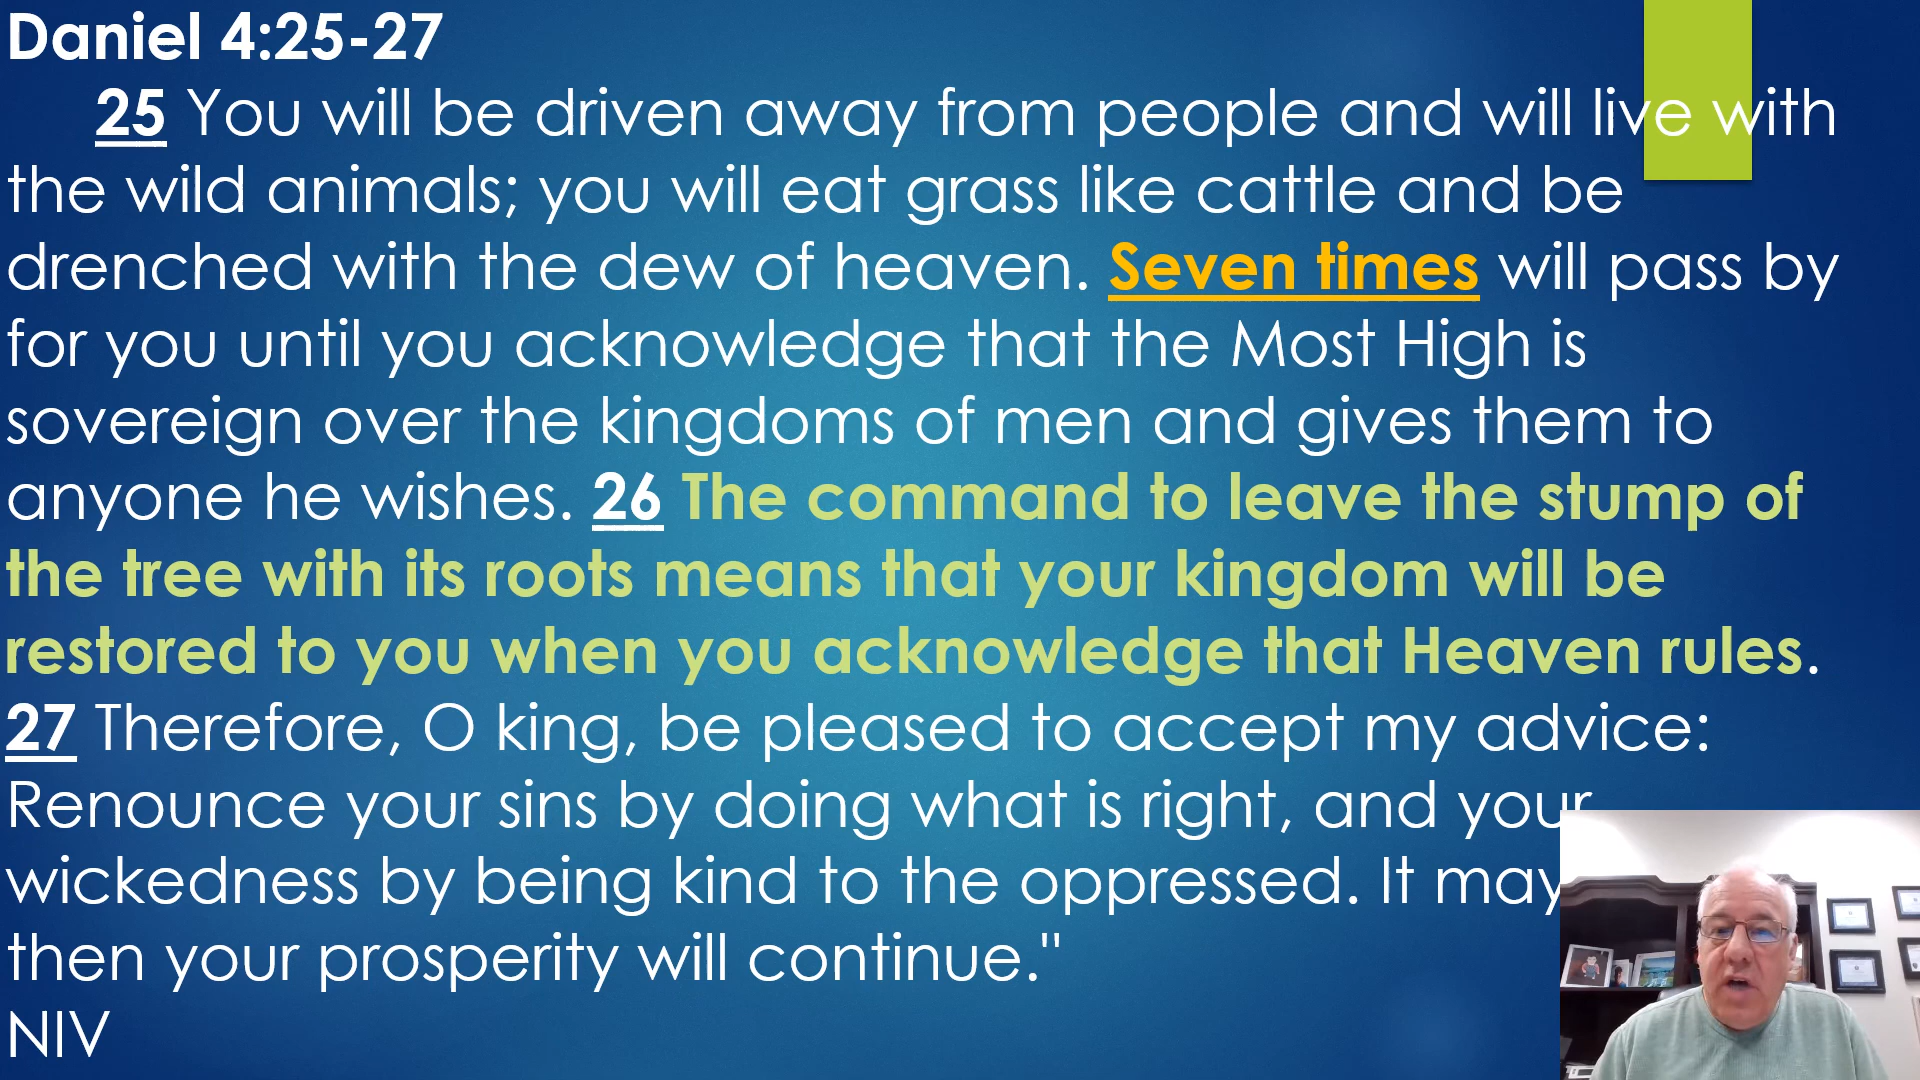 Daniel 4:25-27
25 You will be driven away from people and will live with
the wild animals; you will eat grass like cattle and be
drenched with the dew of heaven. Seven times will pass by
for you until you acknowledge that the Most High is
sovereign over the kingdoms of men and gives them to
anyone he wishes. 26 The command to leave the stump of
the tree with its roots means that your kingdom will be
restored to you when you acknowledge that Heaven rules.
27 Therefore, O king, be pleased to accept my advice:
Renounce your sins by doing what is right, and your
wickedness by being kind to the oppressed. It may
then your prosperity will continue."
NIV